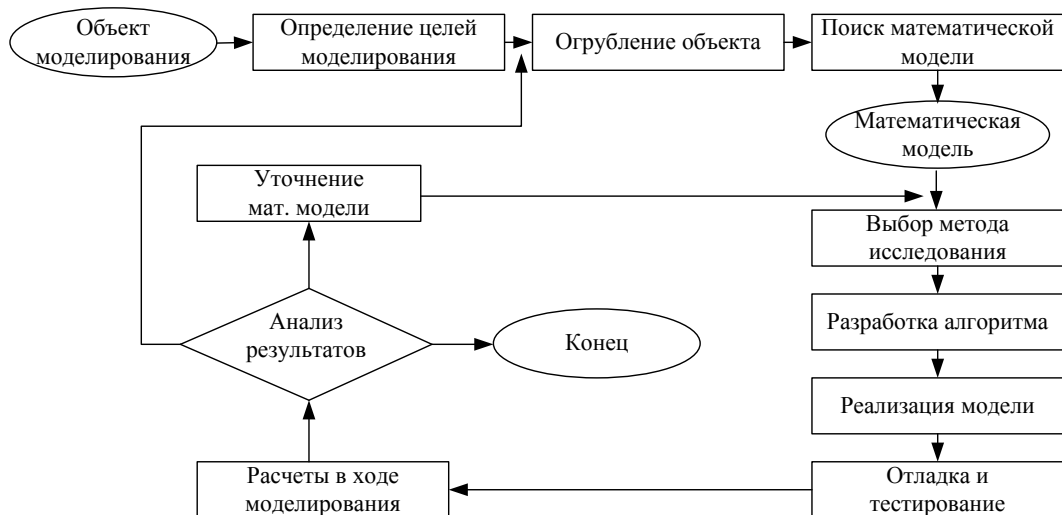 Объект
моделирования
Определение целей
моделирования
Огрубление объекта
Поиск математической
модели
Математическая
модель
Уточнение
мат. модели
Выбор метода
исследования
Анализ
результатов
Конец
Разработка алгоритма
Реализация модели
Расчеты в ходе
моделирования
Отладка и
тестирование